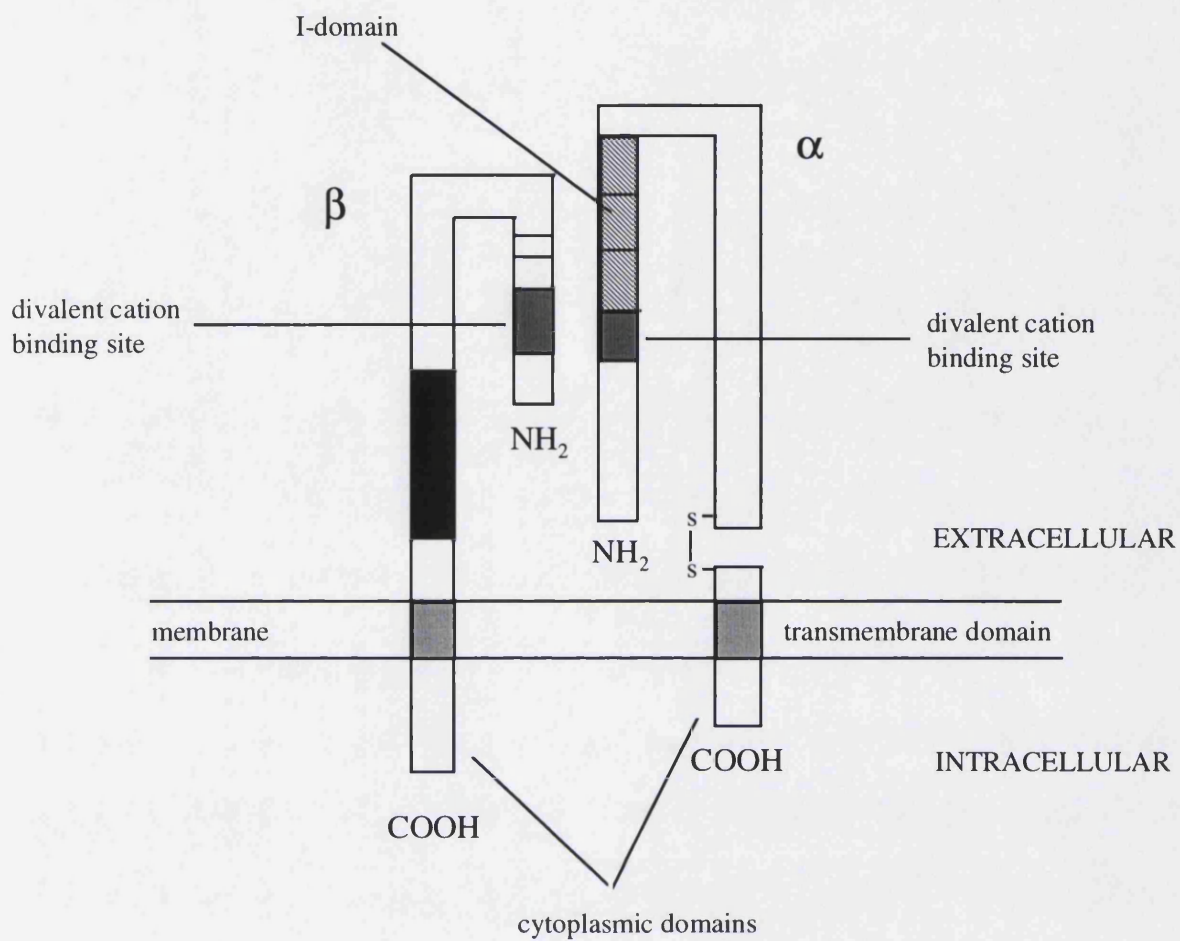 I-domain
α
β
divalent cation
binding site
divalent cation
binding site
NH₂
s
s
EXTRACELLULAR
NH₂
membrane
transmembrane domain
COOH
INTRACELLULAR
COOH
cytoplasmic domains